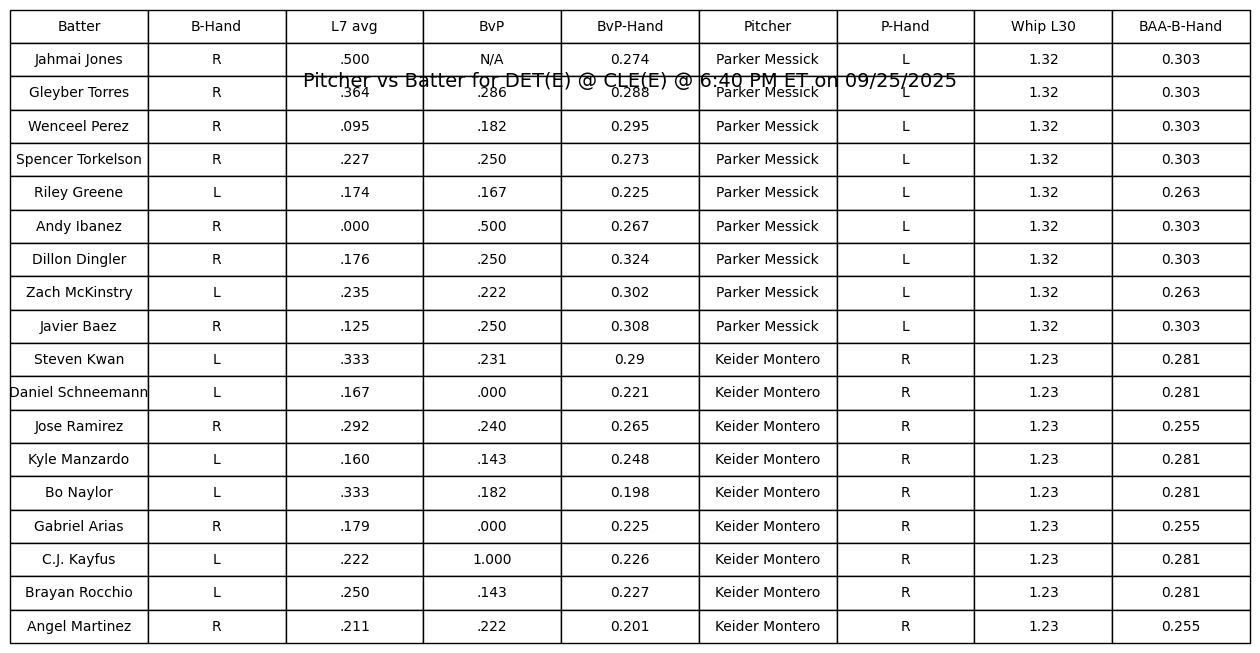 Batter B-Hand L7 avg BvP BvP-Hand Pitcher P-Hand Whip L30 BAA-B-Hand
Jahmai Jones R .500 N/A 0.274 Parker Messick L 1.32 0.303
Pitcher vs Batter for DET(E) @ CLE(E) @ 6:40 PM ET on 09/25/2025
Gleyber Torres R .364 .286 0.288 Parker Messick L 1.32 0.303
Wenceel Perez R .095 .182 0.295 Parker Messick L 1.32 0.303
Spencer Torkelson R .227 .250 0.273 Parker Messick L 1.32 0.303
Riley Greene L .174 .167 0.225 Parker Messick L 1.32 0.263
Andy Ibanez R .000 .500 0.267 Parker Messick L 1.32 0.303
Dillon Dingler R .176 .250 0.324 Parker Messick L 1.32 0.303
Zach McKinstry L .235 .222 0.302 Parker Messick L 1.32 0.263
Javier Baez R .125 .250 0.308 Parker Messick L 1.32 0.303
Steven Kwan L .333 .231 0.29 Keider Montero R 1.23 0.281
Daniel Schneemann L .167 .000 0.221 Keider Montero R 1.23 0.281
Jose Ramirez R .292 .240 0.265 Keider Montero R 1.23 0.255
Kyle Manzardo L .160 .143 0.248 Keider Montero R 1.23 0.281
Bo Naylor L .333 .182 0.198 Keider Montero R 1.23 0.281
Gabriel Arias R .179 .000 0.225 Keider Montero R 1.23 0.255
C.J. Kayfus L .222 1.000 0.226 Keider Montero R 1.23 0.281
Brayan Rocchio L .250 .143 0.227 Keider Montero R 1.23 0.281
Angel Martinez R .211 .222 0.201 Keider Montero R 1.23 0.255